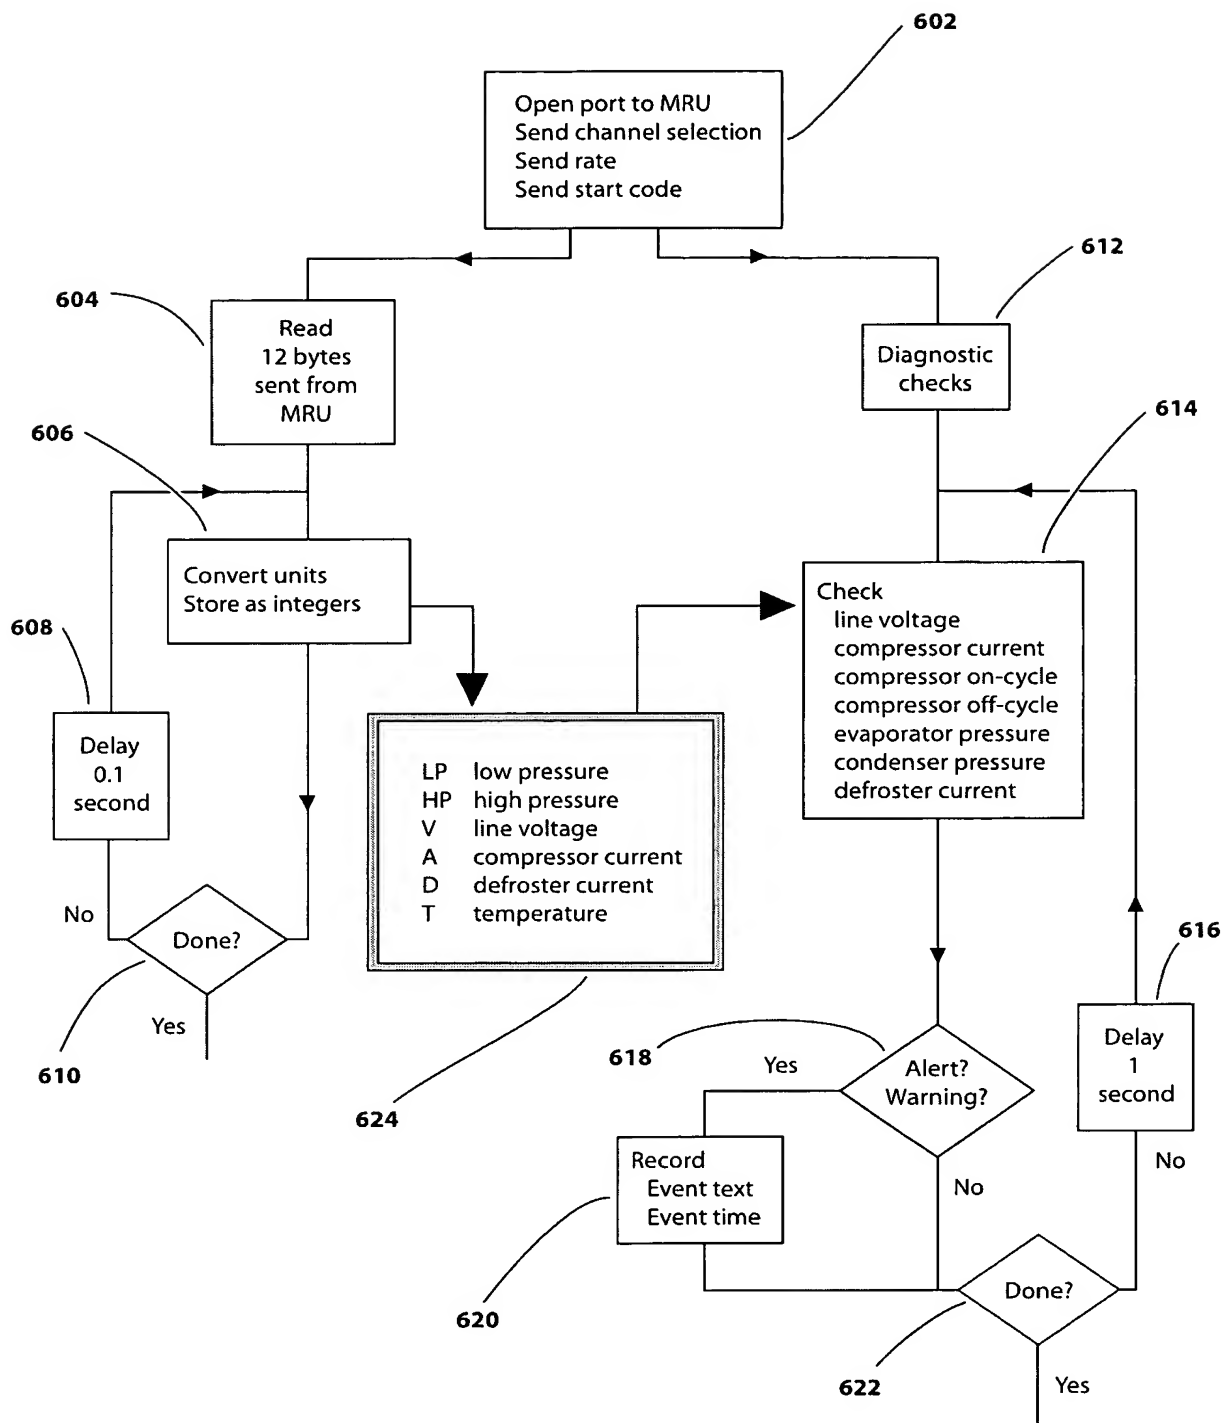 602
Open port to MRU
Send channel selection
Send rate
Send start code
612
604
Read
12 bytes
sent from
MRU
Diagnostic
checks
614
606
Convert units
Store as integers
608
Delay
0.1
second
Check
line voltage
compressor current
compressor on-cycle
compressor off-cycle
evaporator pressure
condenser pressure
defroster current
LP low pressure
HP high pressure
V line voltage
A compressor current
D defroster current
T temperature
No
Done?
Yes
610
624
616
Delay
1
second
No
618
Yes
Alert?
Warning?
No
Record
Event text
Event time
620
Done?
622
Yes